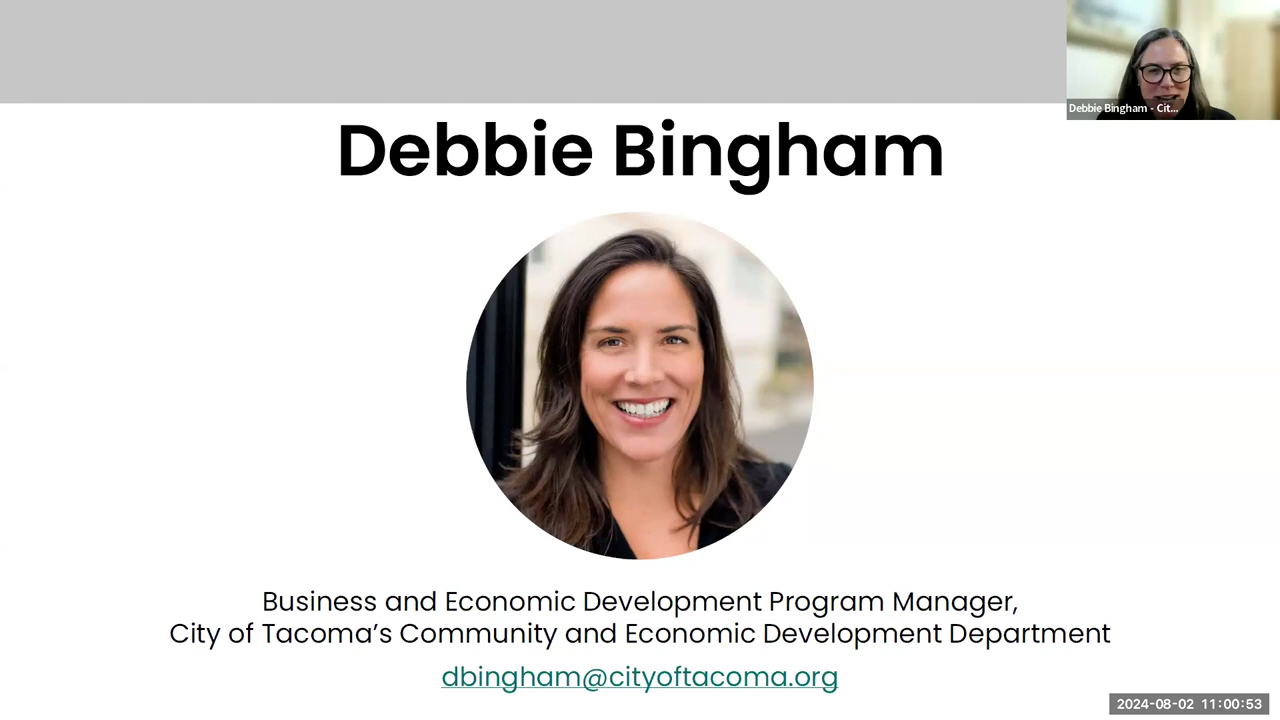 Debbie Bingham - Cit...
Debbie Bingham
Business and Economic Development Program Manager,
City of Tacoma’s Community and Economic Development Department
dbingham@cityoftacoma.org
2024-08-02 11:00:53